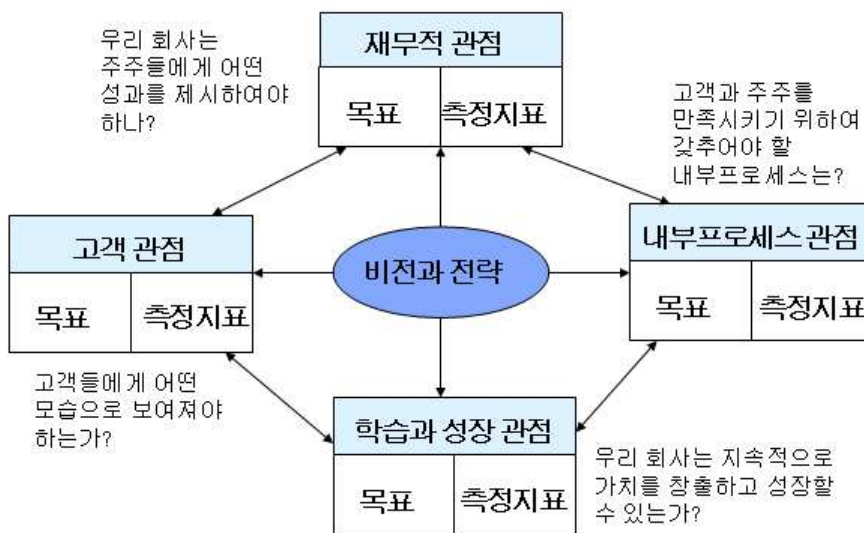 우리 회사는
주주들에게 어떤
성과를 제시하여야
하나?
재무적 관점
목표 측정지표
고객과 주주를
만족시키기 위하여
갖추어야 할
내부프로세스는?
고객 관점
목표 측정지표
비전과 전략
내부프로세스 관점
목표 측정지표
고객들에게 어떤
모습으로 보여져야
하는가?
학습과 성장 관점
목표 측정지표
우리 회사는 지속적으로
가치를 창출하고 성장할
수 있는가?